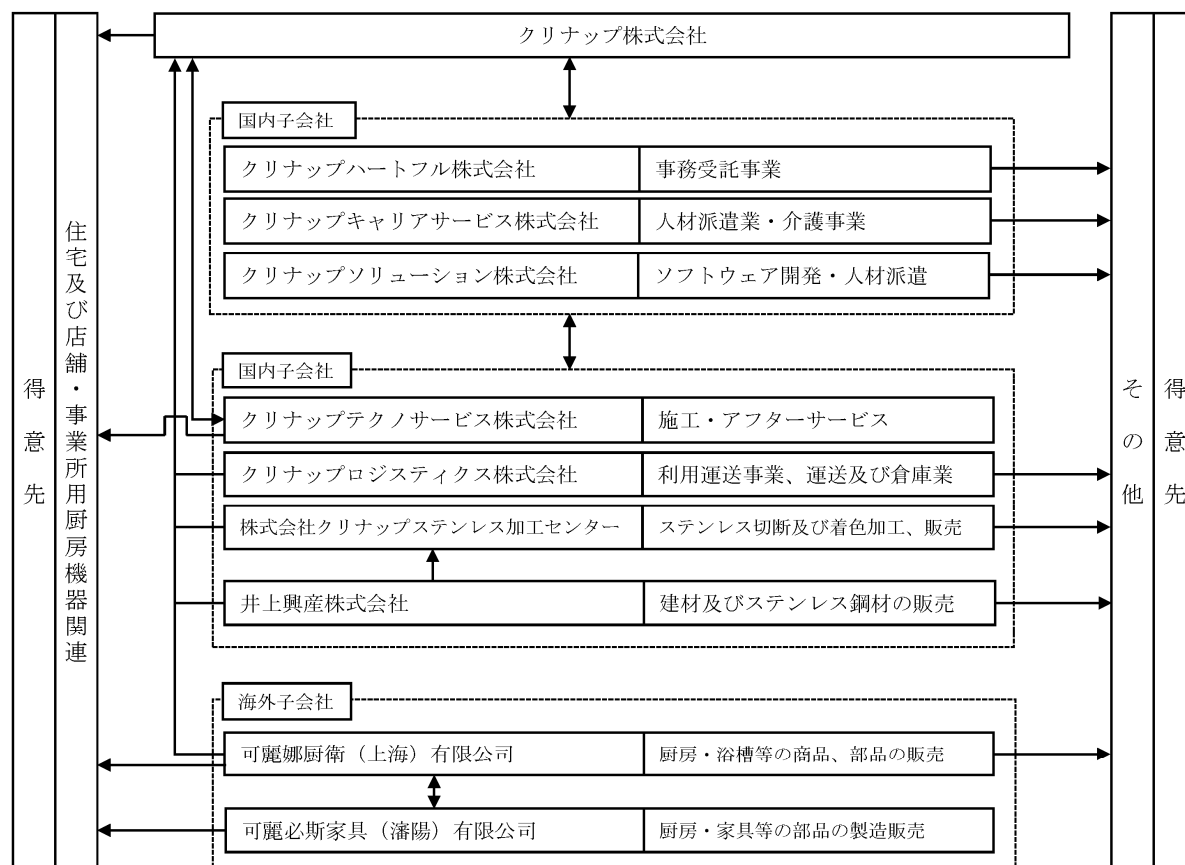 クリナップ株式会社
国内子会社
クリナップハートフル株式会社 事務受託事業
クリナップキャリアサービス株式会社 人材派遣業・介護事業
クリナップソリューション株式会社 ソフトウェア開発・人材派遣
国内子会社
クリナップテクノサービス株式会社 施工・アフターサービス
クリナップロジスティクス株式会社 利用運送事業、運送及び倉庫業
株式会社クリナップステンレス加工センター ステンレス切断及び着色加工、販売
井上興産株式会社 建材及びステンレス鋼材の販売
海外子会社
可麗娜厨衛（上海）有限公司 厨房・浴槽等の商品、部品の販売
可麗必斯家具（瀋陽）有限公司 厨房・家具等の部品の製造販売
得意先
住宅及び店舗・事業所用厨房機器関連
その他
得意先